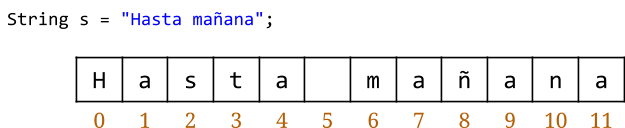 String s = "Hasta mañana";
H a s t a   m a ñ a n a
0 1 2 3 4 5 6 7 8 9 10 11